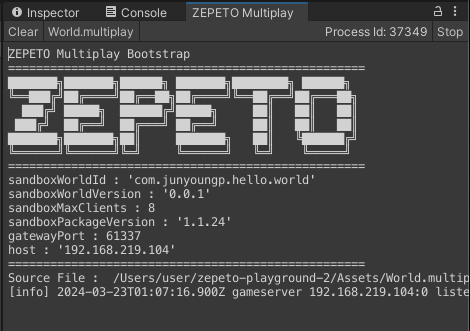 Inspector Console ZEPETO Multiplay
Clear World.multiplay Process Id: 37349 Stop
ZEPETO Multiplay Bootstrap
===================================================
ZEPETO
===================================================
sandboxWorldId : 'com.junyoungp.hello.world'
sandboxWorldVersion : '0.0.1'
sandboxMaxClients : 8
sandboxPackageVersion : '1.1.24'
gatewayPort : 61337
host : '192.168.219.104'
===================================================
Source File : /Users/user/zepeto-playground-2/Assets/World.multip
[info] 2024-03-23T01:07:16.900Z gameserver 192.168.219.104:0 liste